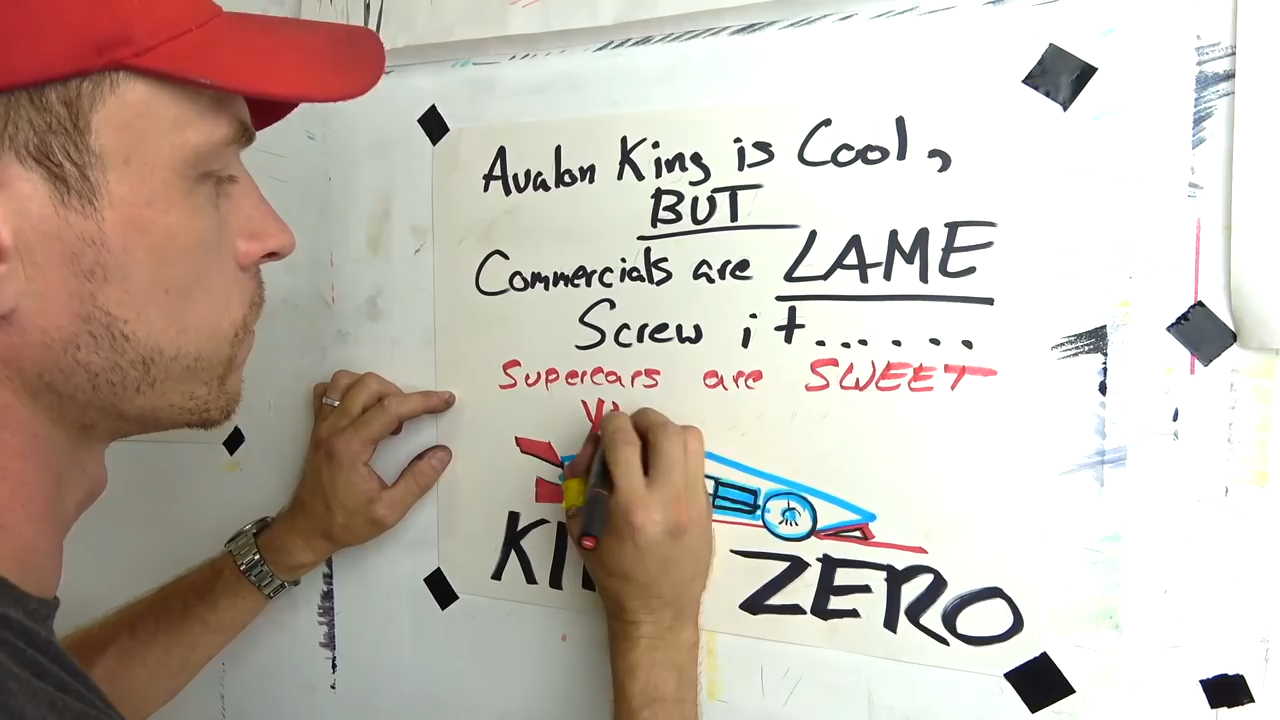 Avalon King is Cool,
BUT
Commercials are LAME
Screw it......
Supercars are SWEET
ZERO